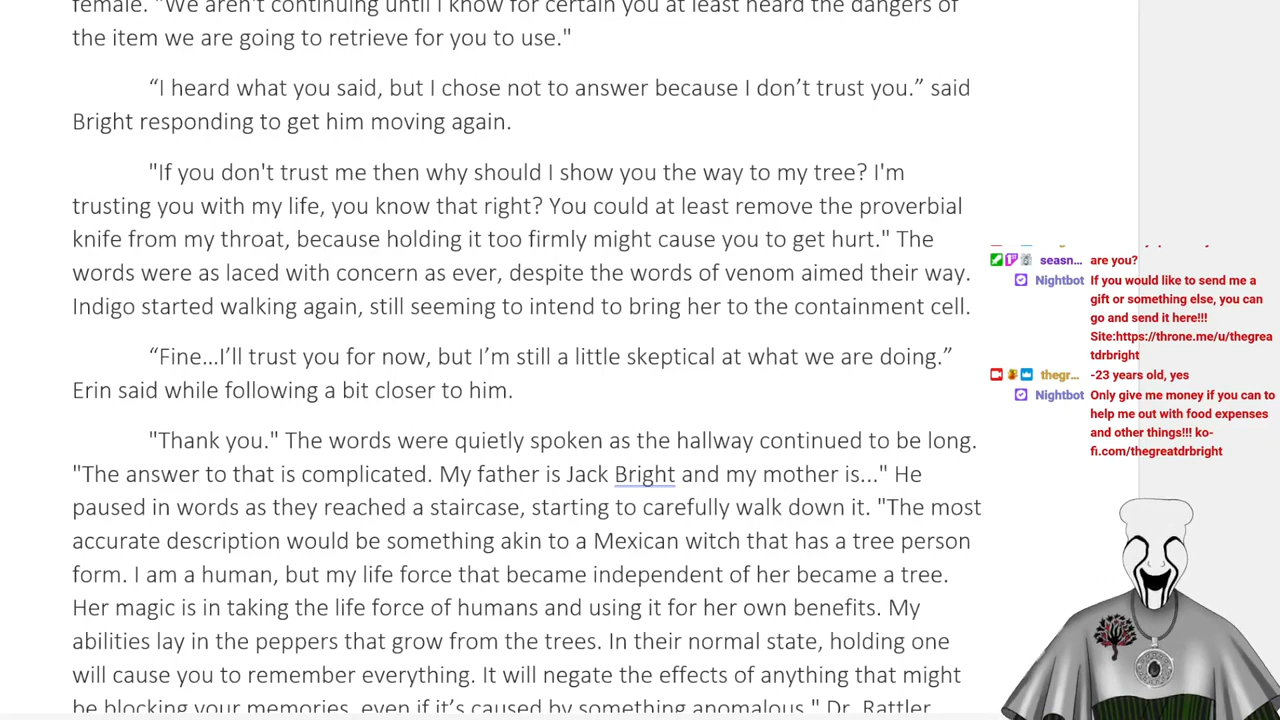 female. "We aren't continuing until I know for certain you at least heard the dangers of
the item we are going to retrieve for you to use."
“I heard what you said, but I chose not to answer because I don’t trust you.” said
Bright responding to get him moving again.
"If you don't trust me then why should I show you the way to my tree? I'm
trusting you with my life, you know that right? You could at least remove the proverbial
knife from my throat, because holding it too firmly might cause you to get hurt." The
words were as laced with concern as ever, despite the words of venom aimed their way.
Indigo started walking again, still seeming to intend to bring her to the containment cell.
“Fine...I’ll trust you for now, but I’m still a little skeptical at what we are doing.”
Erin said while following a bit closer to him.
"Thank you." The words were quietly spoken as the hallway continued to be long.
"The answer to that is complicated. My father is Jack Bright and my mother is..." He
paused in words as they reached a staircase, starting to carefully walk down it. "The most
accurate description would be something akin to a Mexican witch that has a tree person
form. I am a human, but my life force that became independent of her became a tree.
Her magic is in taking the life force of humans and using it for her own benefits. My
abilities lay in the peppers that grow from the trees. In their normal state, holding one
will cause you to remember everything. It will negate the effects of anything that might
be blocking your memories, even if it’s caused by something anomalous." Dr. Rattler
seasn... are you?
Nightbot If you would like to send me a
gift or something else, you can
go and send it here!!!
Site:https://throne.me/u/thegrea
tdrbright
thegr... -23 years old, yes
Nightbot Only give me money if you can to
help me out with food expenses
and other things!!! ko-
fi.com/thegreatdrbright